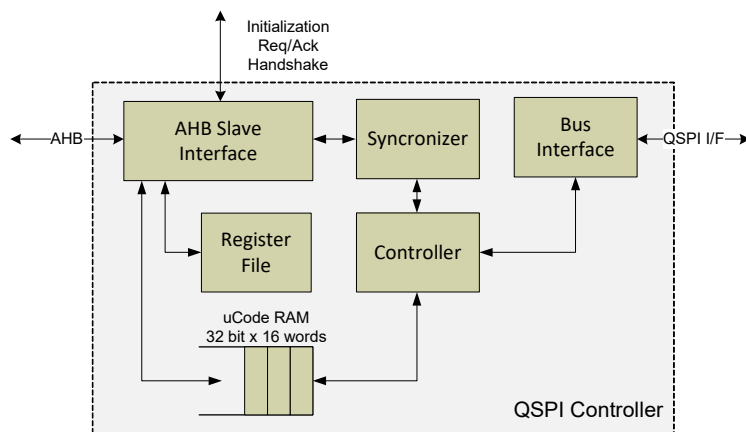 Initialization
Req/Ack
Handshake
AHB
AHB Slave
Interface
Syncronizer
Bus
Interface
QSPI I/F
Register
File
Controller
uCode RAM
32 bit x 16 words
QSPI Controller